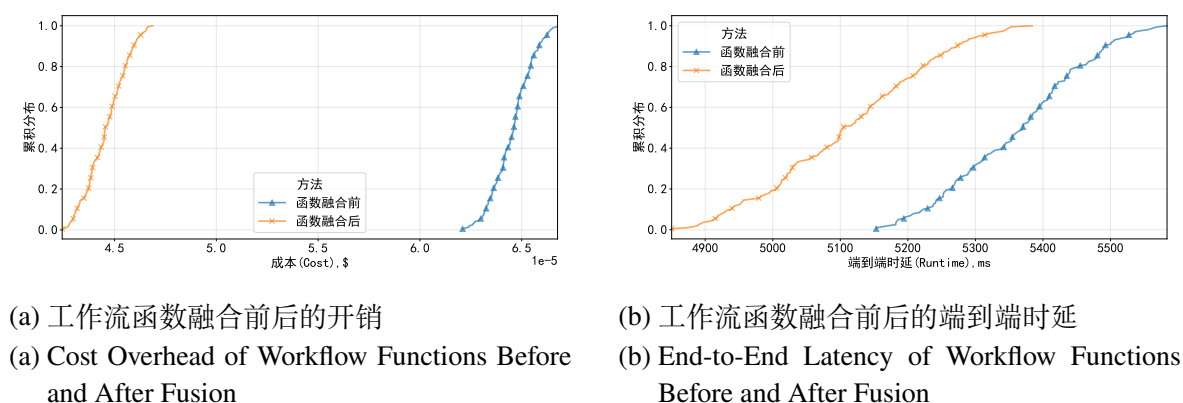 1.0
0.8
0.6
0.4
0.2
0.0
累积分布
方法
函数融合前
函数融合后
4.5 5.0 5.5 6.0 6.5
成本(Cost),$
1e-5
1.0
0.8
0.6
0.4
0.2
0.0
累积分布
方法
函数融合前
函数融合后
4900 5000 5100 5200 5300 5400 5500
端到端时延(Runtime),ms
(a) 工作流函数融合前后的开销
(a) Cost Overhead of Workflow Functions Before
and After Fusion
(b) 工作流函数融合前后的端到端时延
(b) End-to-End Latency of Workflow Functions
Before and After Fusion